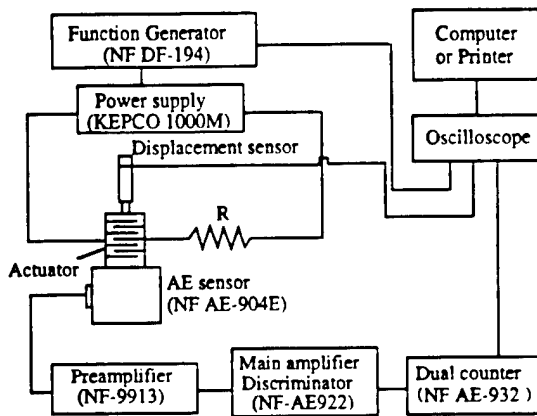 Function Generator
(NF DF-194)
Computer
or Printer
Power supply
(KEPCO 1000M)
Oscilloscope
Displacement sensor
R
Actuator
AE sensor
(NF AE-904E)
Preamplifier
(NF-9913)
Main amplifier
Discriminator
(NF-AE922)
Dual counter
(NF AE-932)